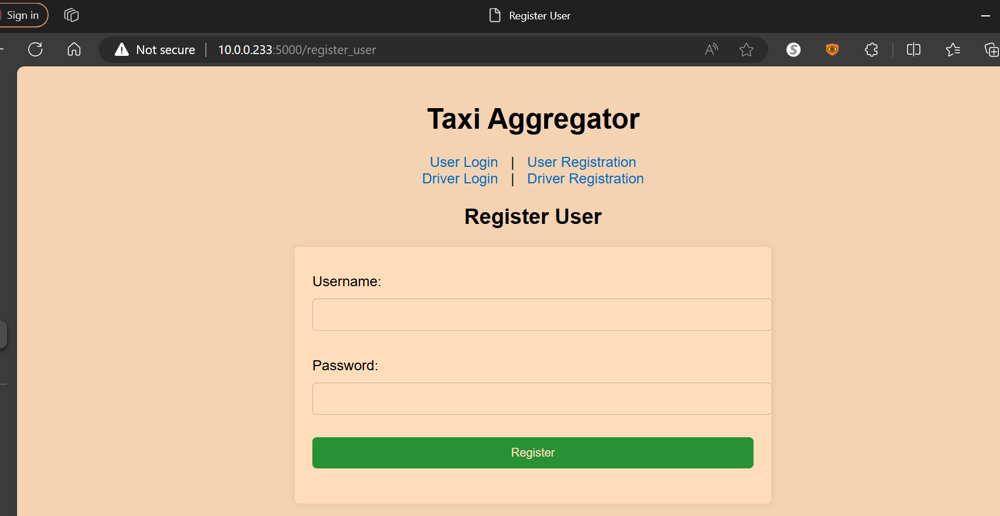 Sign in
Register User
Not secure | 10.0.0.233:5000/register_user
Taxi Aggregator
User Login | User Registration
Driver Login | Driver Registration
Register User
Username:
Password:
Register